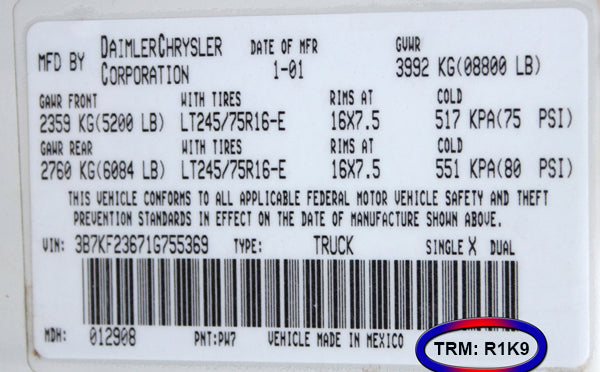 MFD BY DAIMLERCHRYSLER CORPORATION DATE OF MFR 1-01 GVWR 3992 KG(08800 LB)
GAWR FRONT WITH TIRES RIMS AT COLD
2359 KG(5200 LB) LT245/75R16-E 16X7.5 517 KPA(75 PSI)
GAWR REAR WITH TIRES RIMS AT COLD
2760 KG(6084 LB) LT245/75R16-E 16X7.5 551 KPA(80 PSI)
THIS VEHICLE CONFORMS TO ALL APPLICABLE FEDERAL MOTOR VEHICLE SAFETY AND THEFT
PREVENTION STANDARDS IN EFFECT ON THE DATE OF MANUFACTURE SHOWN ABOVE.
VIN: 3B7KF23671G755369 TYPE: TRUCK SINGLE X DUAL
MDH: 012908 PNT:PW7 VEHICLE MADE IN MEXICO TRM: R1K9